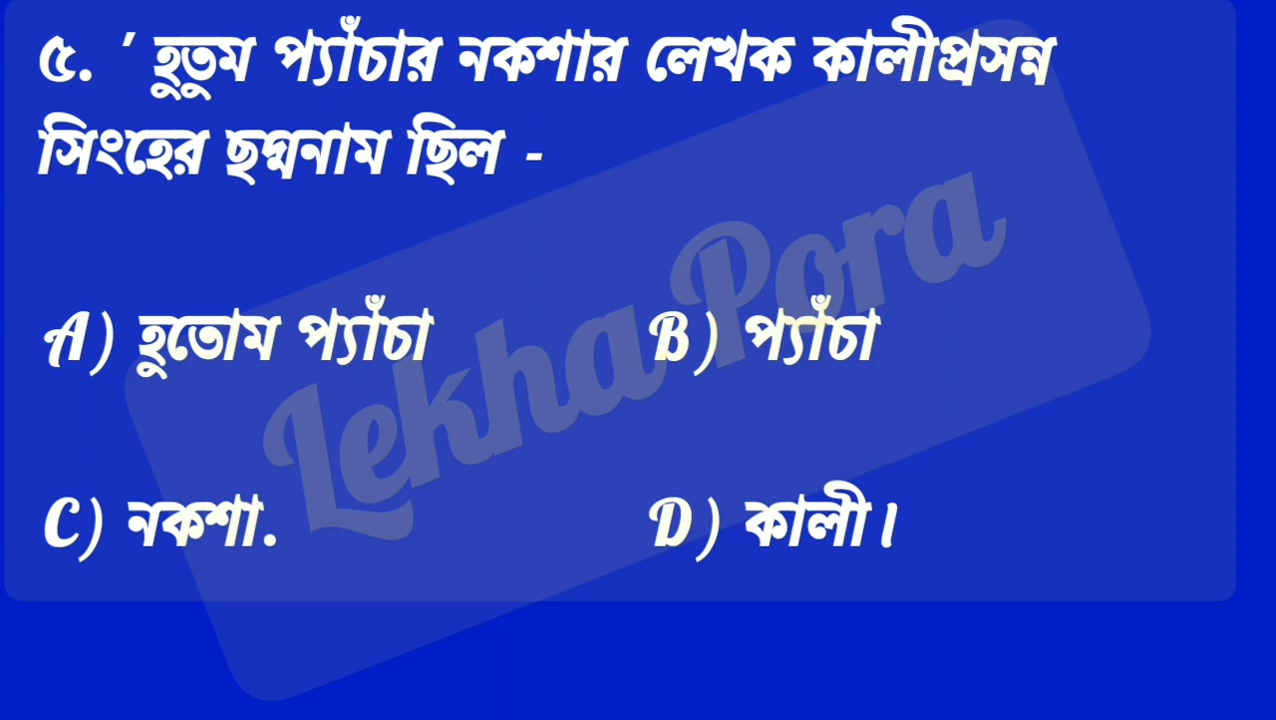 ৫. ' হুতুম প্যাঁচার নকশার লেখক কালীপ্রসন্ন
সিংহের ছদ্মনাম ছিল -
A) হুতোম প্যাঁচা B) প্যাঁচা
C) নকশা. D) কালী।
Lekha Pora